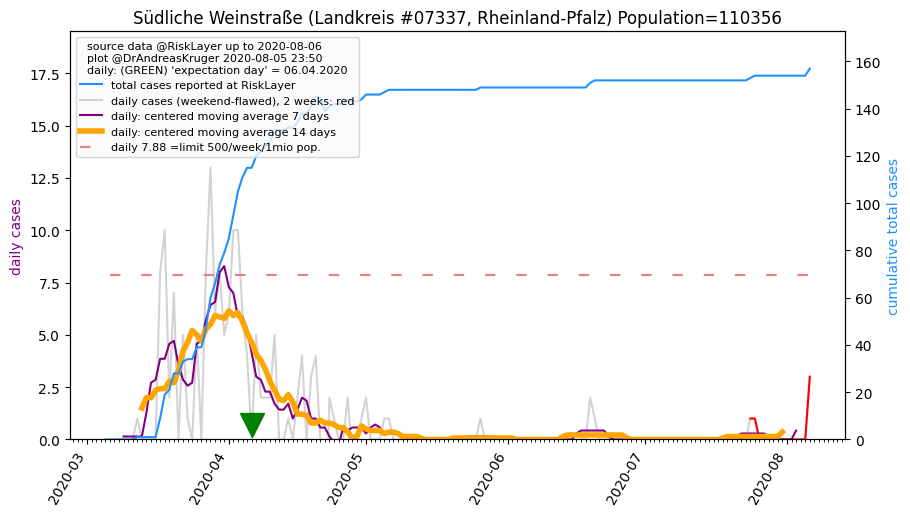 Südliche Weinstraße (Landkreis #07337, Rheinland-Pfalz) Population=110356
source data @RiskLayer up to 2020-08-06
plot @DrAndreasKruger 2020-08-05 23:50
daily: (GREEN) 'expectation day' = 06.04.2020
total cases reported at RiskLayer
daily cases (weekend-flawed), 2 weeks: red
daily: centered moving average 7 days
daily: centered moving average 14 days
daily 7.88 =limit 500/week/1mio pop.
daily cases
17.5
15.0
12.5
10.0
7.5
5.0
2.5
0.0
cumulative total cases
160
140
120
100
80
60
40
20
0
2020-03
2020-04
2020-05
2020-06
2020-07
2020-08